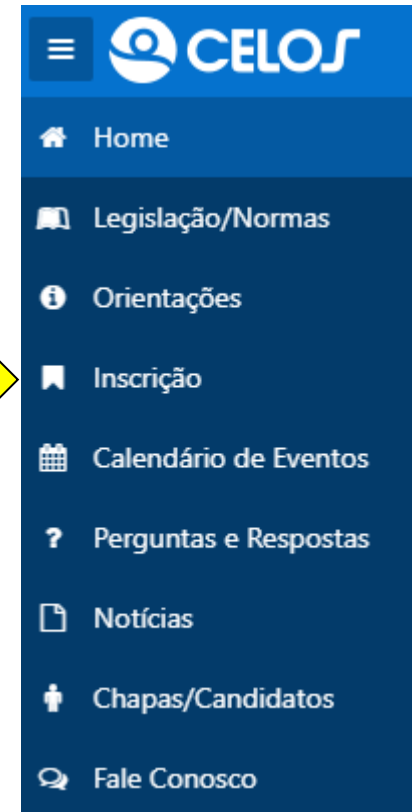 CELOS
Home
Legislação/Normas
Orientações
Inscrição
Calendário de Eventos
Perguntas e Respostas
Notícias
Chapas/Candidatos
Fale Conosco